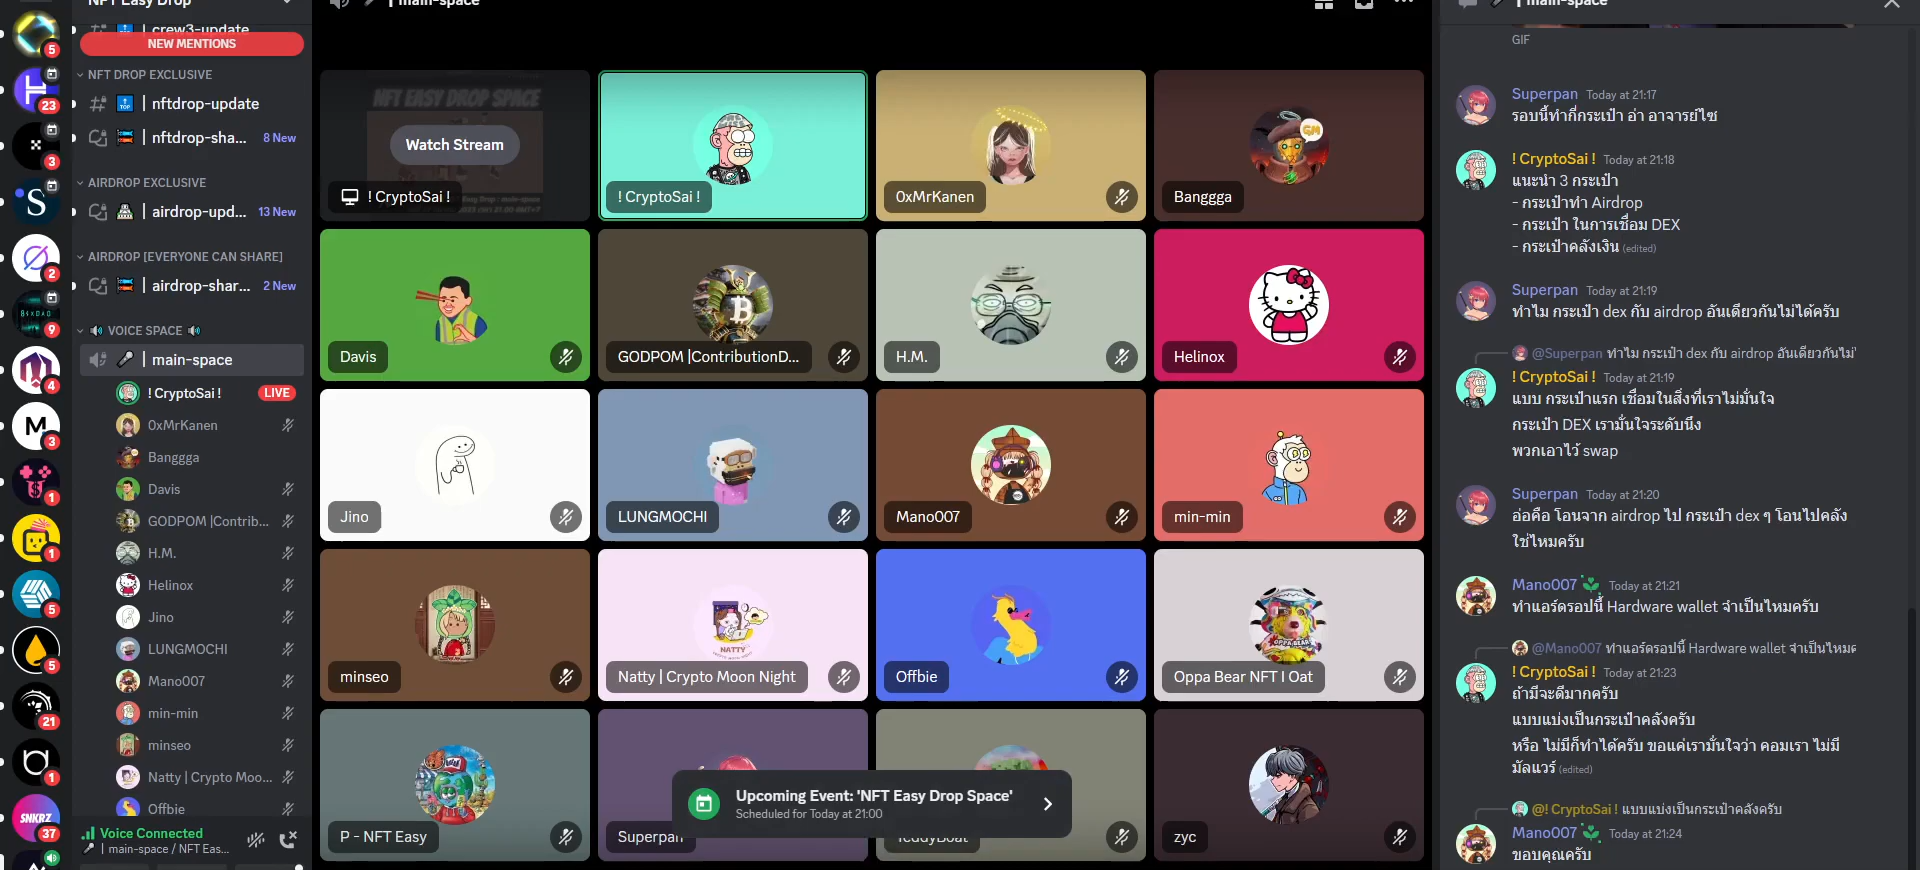 NFT Easy Drop
crew3-update
NEW MENTIONS
NFT DROP EXCLUSIVE
| nftdrop-update
| nftdrop-sha... 8 New
AIRDROP EXCLUSIVE
| airdrop-upd... 13 New
AIRDROP [EVERYONE CAN SHARE]
| airdrop-shar... 2 New
VOICE SPACE
| main-space
! CryptoSai ! LIVE
0xMrKanen
Banggga
Davis
GODPOM |Contrib...
H.M.
Helinox
Jino
LUNGMOCHI
Mano007
min-min
minseo
Natty | Crypto Moo...
Offbie
Voice Connected
| main-space / NFT Eas...
5
23
3
S
2
BEXDAO
9
4
M
3
1
1
5
5
21
1
SNKRZ
37
| main-space
NFT EASY DROP SPACE
Watch Stream
! CryptoSai !
! CryptoSai !
0xMrKanen
GM
Banggga
Davis
GODPOM |ContributionD...
H.M.
Helinox
Jino
LUNGMOCHI
Mano007
min-min
minseo
NATTY
Natty | Crypto Moon Night
Offbie
OPPA BEAR
Oppa Bear NFT I Oat
P - NFT Easy
Superpan
TeddyBoat
zyc
Upcoming Event: 'NFT Easy Drop Space'
Scheduled for Today at 21:00
| main-space
GIF
Superpan Today at 21:17
รอบนี้ทำกี่กระเป๋า อ่า อาจารย์ไซ
! CryptoSai ! Today at 21:18
แนะนำ 3 กระเป๋า
- กระเป๋าทำ Airdrop
- กระเป๋า ในการเชื่อม DEX
- กระเป๋าคลังเงิน (edited)
Superpan Today at 21:19
ทำไม กระเป๋า dex กับ airdrop อันเดียวกันไม่ได้ครับ
@Superpan ทำไม กระเป๋า dex กับ airdrop อันเดียวกันไม่
! CryptoSai ! Today at 21:19
แบบ กระเป๋าแรก เชื่อมในสิ่งที่เราไม่มั่นใจ
กระเป๋า DEX เรามั่นใจระดับนึง
พวกเอาไว้ swap
Superpan Today at 21:20
อ่อคือ โอนจาก airdrop ไป กระเป๋า dex ๆ โอนไปคลัง
ใช่ไหมครับ
Mano007 Today at 21:21
ทำแอร์ดรอปนี้ Hardware wallet จำเป็นไหมครับ
@Mano007 ทำแอร์ดรอปนี้ Hardware wallet จำเป็นไหมค
! CryptoSai ! Today at 21:23
ถ้ามีจะดีมากครับ
แบบแบ่งเป็นกระเป๋าคลังครับ
หรือ ไม่มีก็ทำได้ครับ ขอแค่เรามั่นใจว่า คอมเรา ไม่มี
มัลแวร์ (edited)
@! CryptoSai ! แบบแบ่งเป็นกระเป๋าคลังครับ
Mano007 Today at 21:24
ขอบคุณครับ